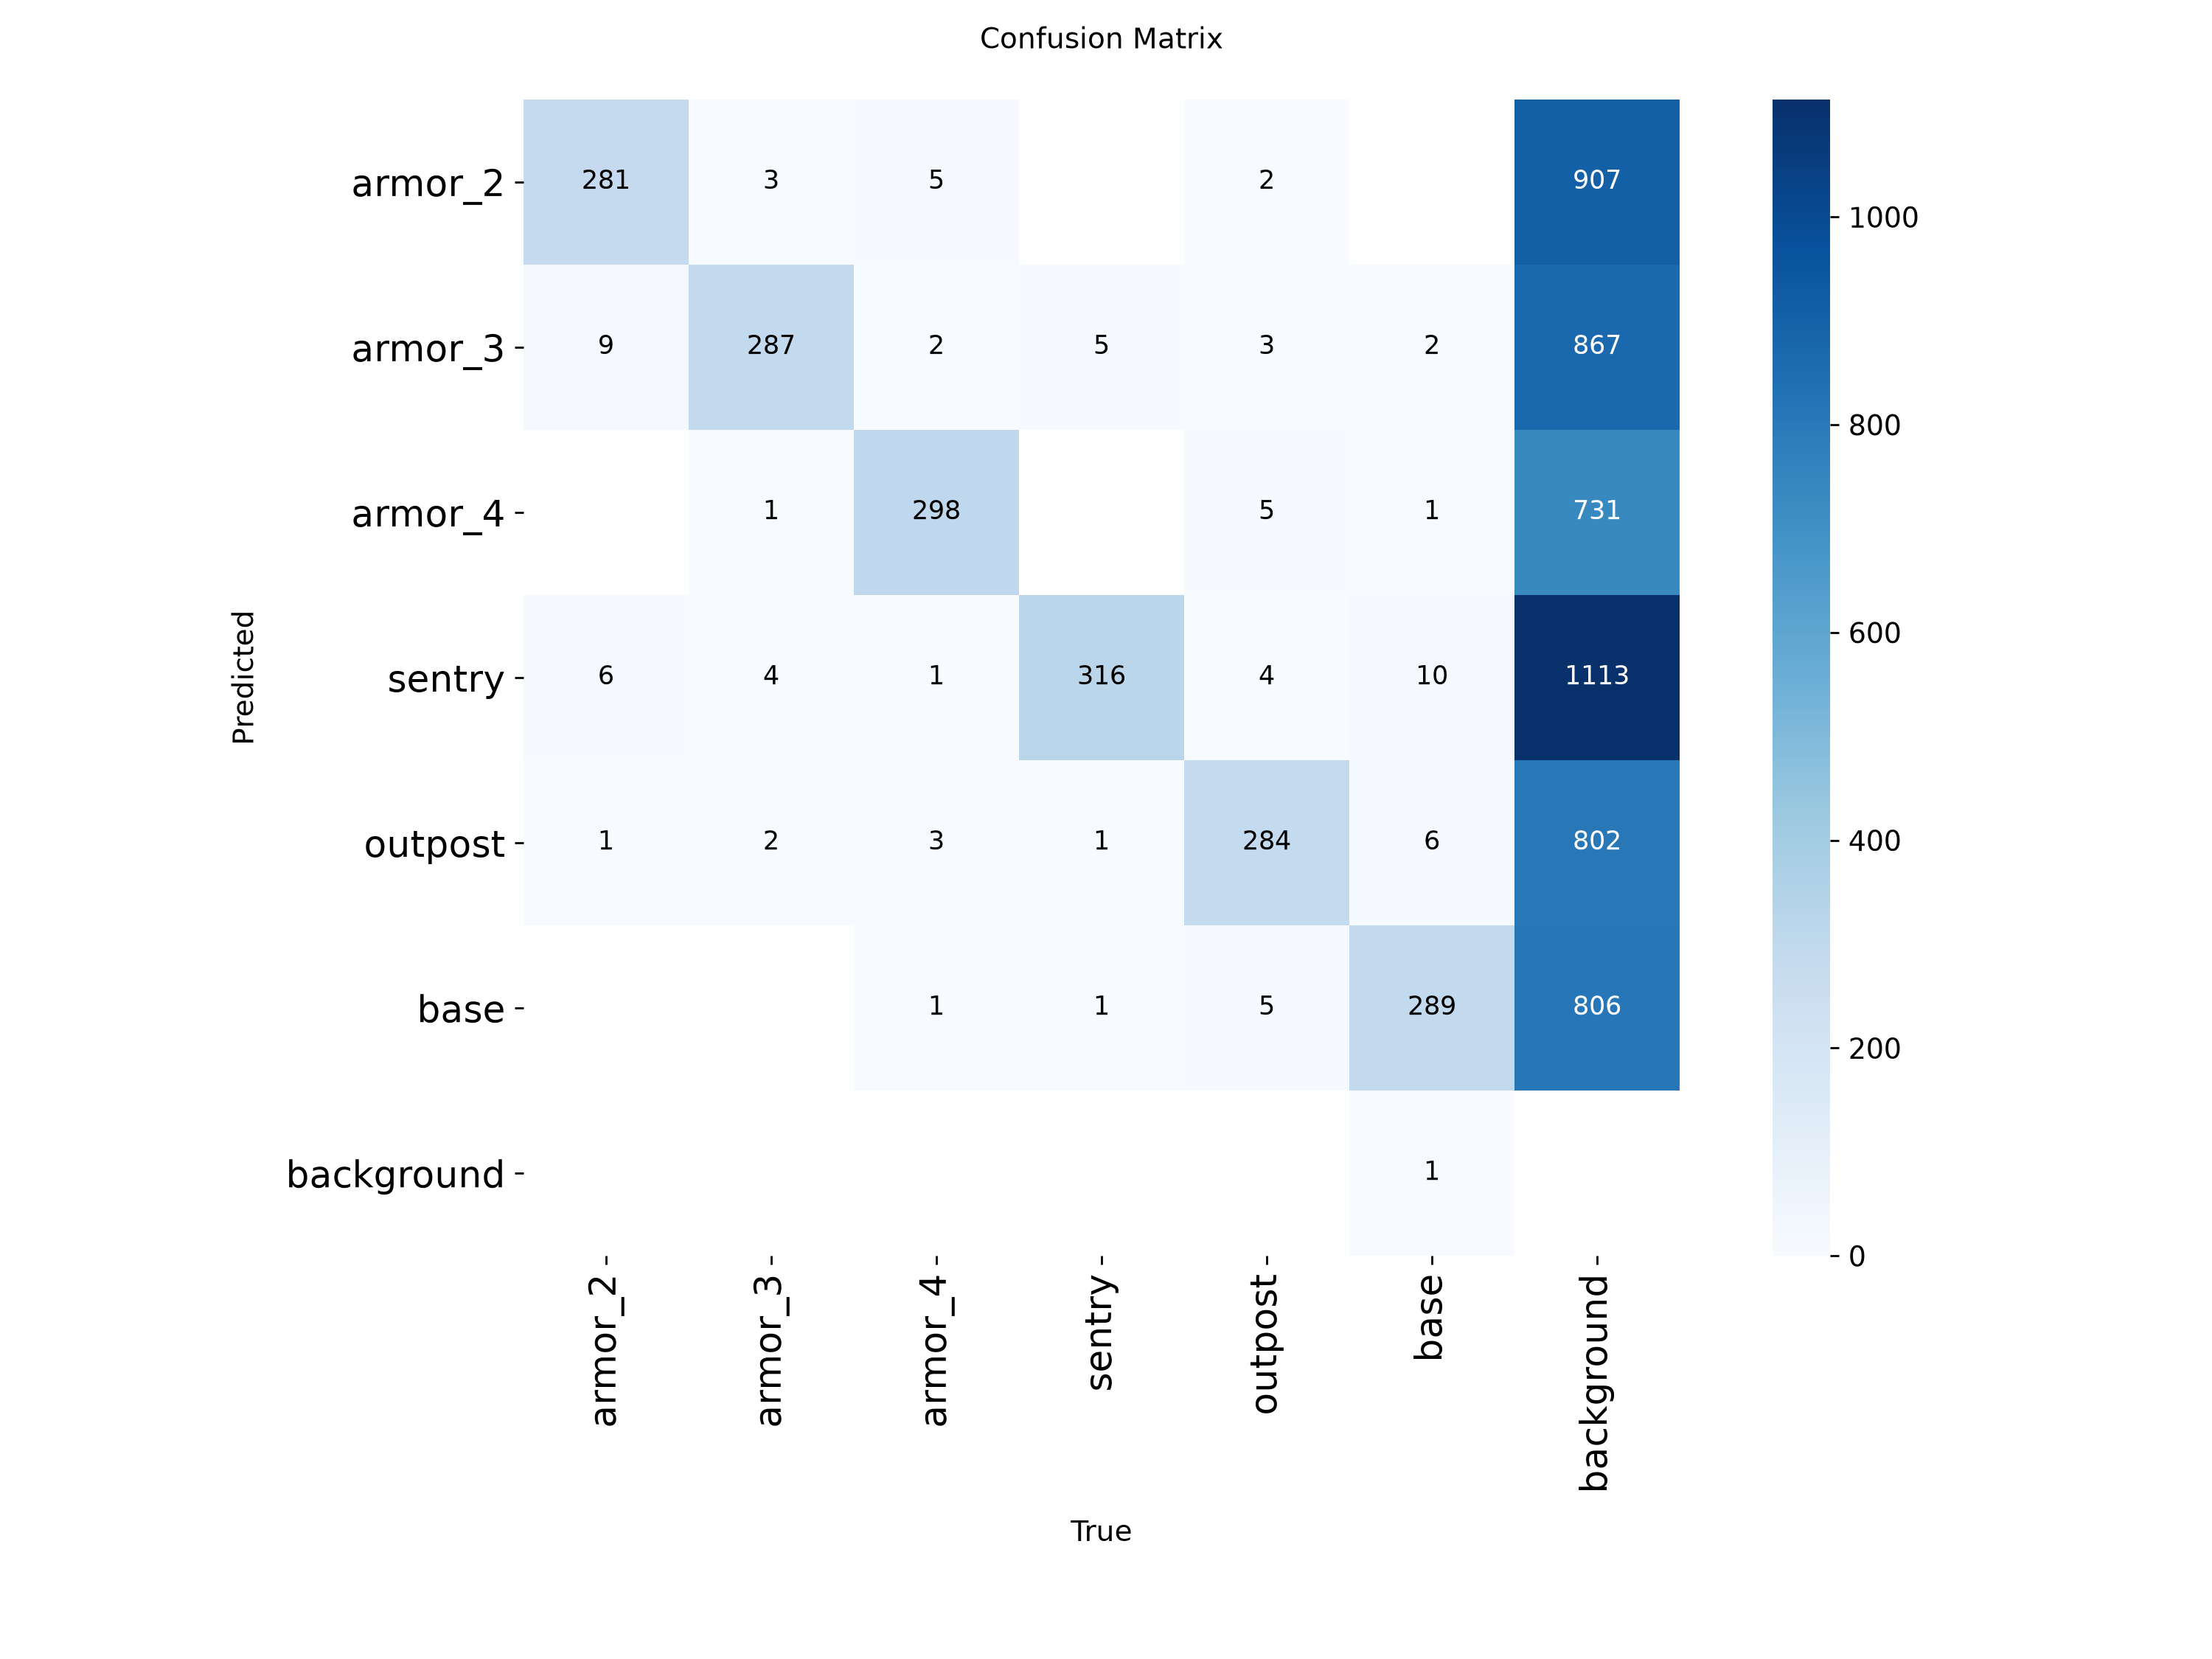 Confusion Matrix
armor_2 281 3 5 2 907
armor_3 9 287 2 5 3 2 867
armor_4 1 298 5 1 731
sentry 6 4 1 316 4 10 1113
outpost 1 2 3 1 284 6 802
base 1 1 5 289 806
background 1
armor_2 armor_3 armor_4 sentry outpost base background
True
Predicted
1000
800
600
400
200
0